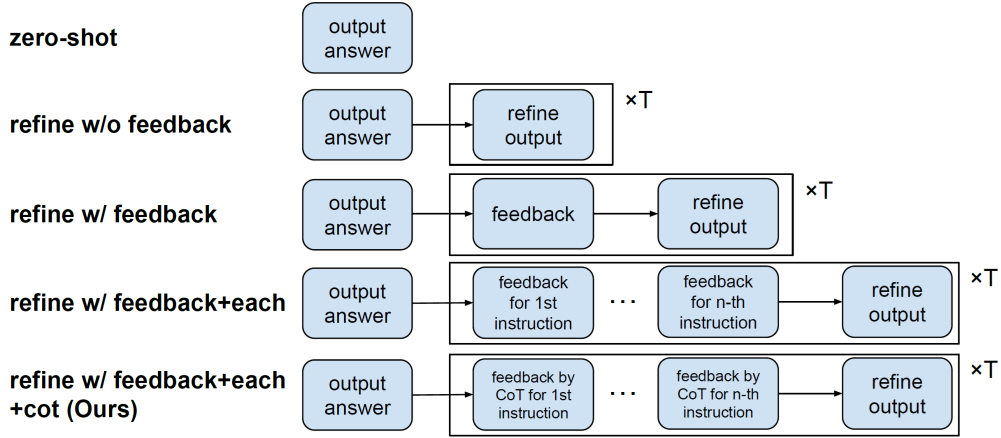 zero-shot
output
answer
refine w/o feedback
output
answer
refine
output
×T
refine w/ feedback
output
answer
feedback
refine
output
×T
refine w/ feedback+each
output
answer
feedback
for 1st
instruction
...
feedback
for n-th
instruction
refine
output
×T
refine w/ feedback+each
+cot (Ours)
output
answer
feedback by
CoT for 1st
instruction
...
feedback by
CoT for n-th
instruction
refine
output
×T